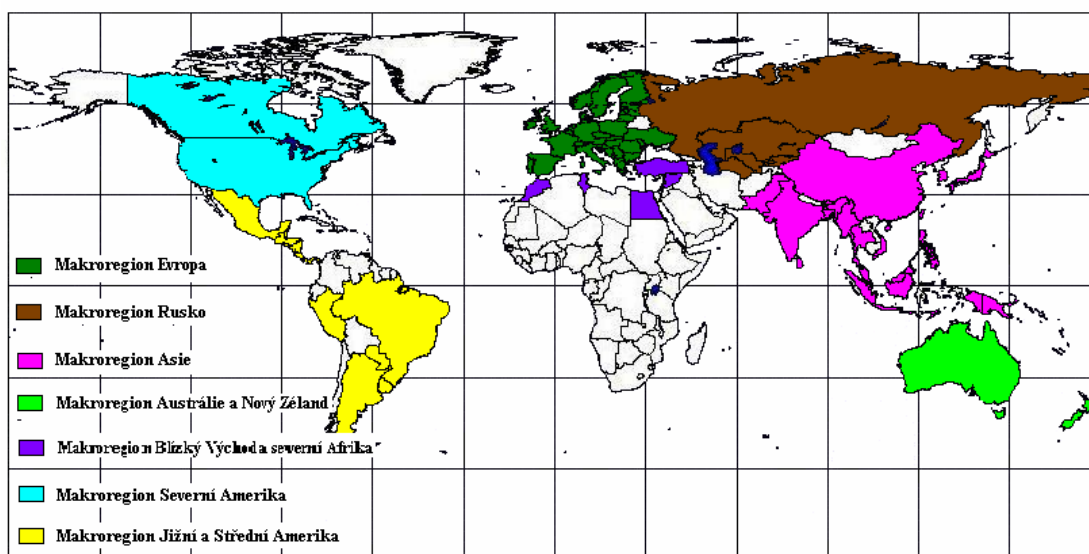 Makroregion Evropa
Makroregion Rusko
Makroregion Asie
Makroregion Austrálie a Nový Zéland
Makroregion Blízký Východa severní Afrika
Makroregion Severní Amerika
Makroregion Jižní a Střední Amerika